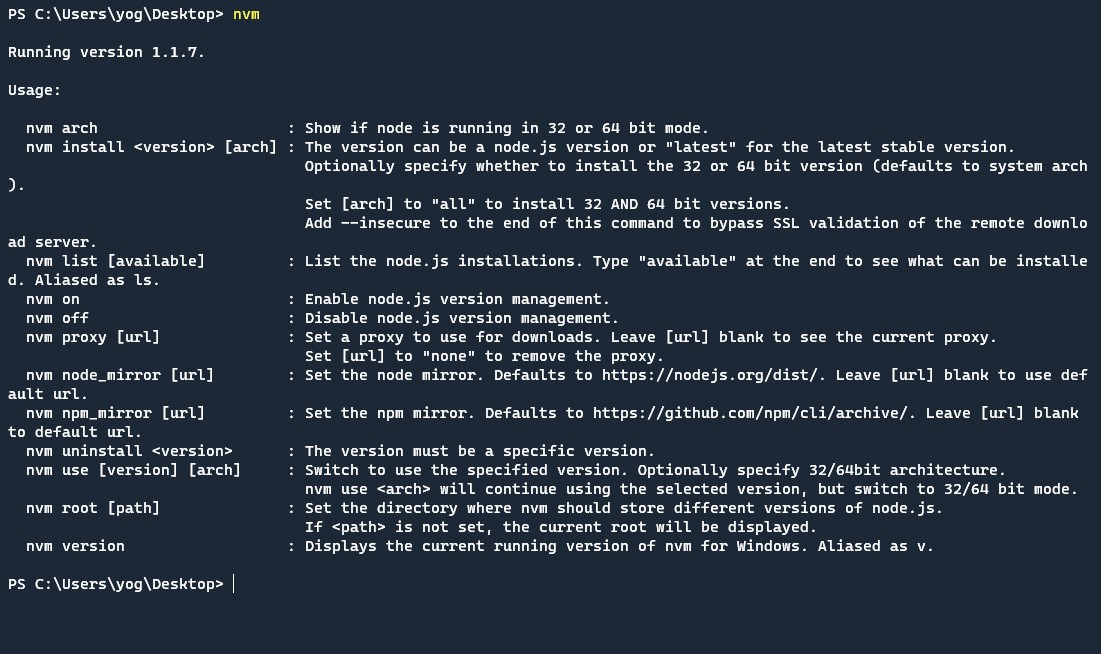 PS C:\Users\yog\Desktop> nvm
Running version 1.1.7.
Usage:
  nvm arch                     : Show if node is running in 32 or 64 bit mode.
  nvm install <version> [arch] : The version can be a node.js version or "latest" for the latest stable version.
                                 Optionally specify whether to install the 32 or 64 bit version (defaults to system arch
).
                                 Set [arch] to "all" to install 32 AND 64 bit versions.
                                 Add --insecure to the end of this command to bypass SSL validation of the remote downlo
ad server.
  nvm list [available]         : List the node.js installations. Type "available" at the end to see what can be installe
d. Aliased as ls.
  nvm on                       : Enable node.js version management.
  nvm off                      : Disable node.js version management.
  nvm proxy [url]              : Set a proxy to use for downloads. Leave [url] blank to see the current proxy.
                                 Set [url] to "none" to remove the proxy.
  nvm node_mirror [url]        : Set the node mirror. Defaults to https://nodejs.org/dist/. Leave [url] blank to use def
ault url.
  nvm npm_mirror [url]         : Set the npm mirror. Defaults to https://github.com/npm/cli/archive/. Leave [url] blank
to default url.
  nvm uninstall <version>      : The version must be a specific version.
  nvm use [version] [arch]     : Switch to use the specified version. Optionally specify 32/64bit architecture.
                                 nvm use <arch> will continue using the selected version, but switch to 32/64 bit mode.
  nvm root [path]              : Set the directory where nvm should store different versions of node.js.
                                 If <path> is not set, the current root will be displayed.
  nvm version                  : Displays the current running version of nvm for Windows. Aliased as v.
PS C:\Users\yog\Desktop>